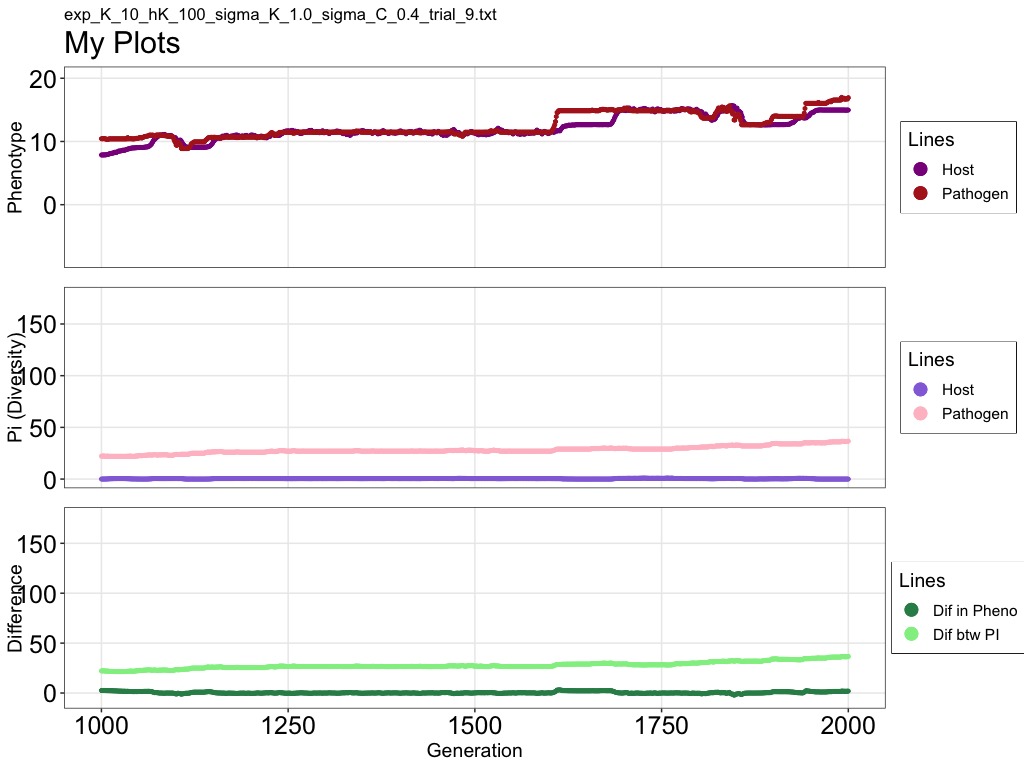 exp_K_10_hK_100_sigma_K_1.0_sigma_C_0.4_trial_9.txt
My Plots
20
10
0
Phenotype
Lines
Host
Pathogen
150
100
50
0
Pi (Diversity)
Lines
Host
Pathogen
150
100
50
0
Difference
Lines
Dif in Pheno
Dif btw PI
1000 1250 1500 1750 2000
Generation